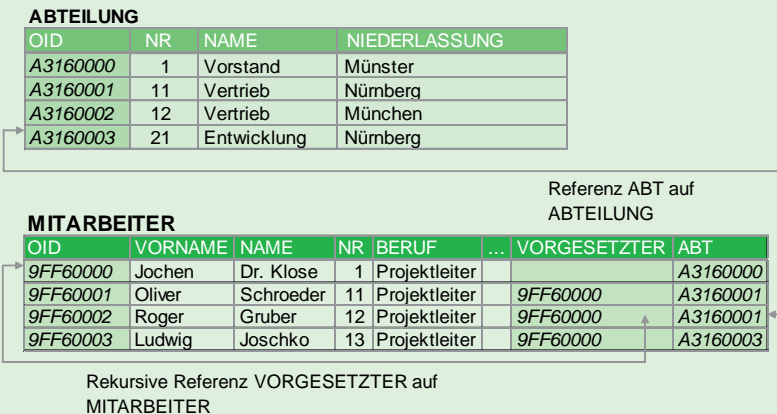 ABTEILUNG
OID NR NAME NIEDERLASSUNG
A3160000 1 Vorstand Münster
A3160001 11 Vertrieb Nürnberg
A3160002 12 Vertrieb München
A3160003 21 Entwicklung Nürnberg
Referenz ABT auf
ABTEILUNG
MITARBEITER
OID VORNAME NAME NR BERUF ... VORGESETZTER ABT
9FF60000 Jochen Dr. Klose 1 Projektleiter A3160000
9FF60001 Oliver Schroeder 11 Projektleiter 9FF60000 A3160001
9FF60002 Roger Gruber 12 Projektleiter 9FF60000 A3160001
9FF60003 Ludwig Joschko 13 Projektleiter 9FF60000 A3160003
Rekursive Referenz VORGESETZTER auf
MITARBEITER